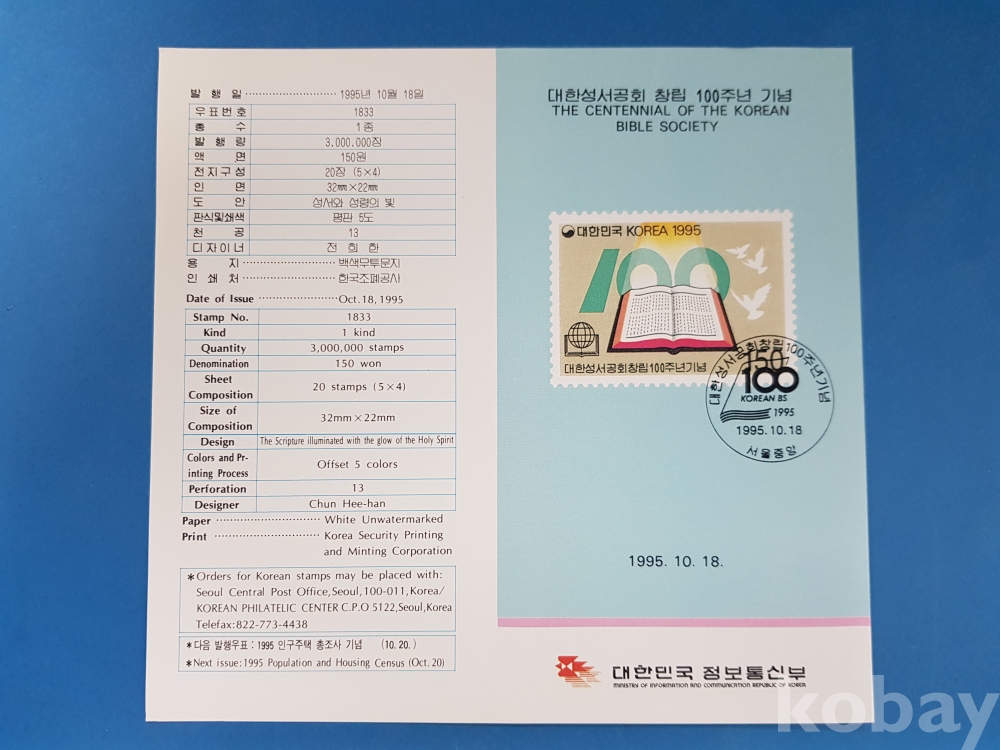 발 행 일 ························ 1995년 10월 18일
우표번호 1833
종 수 1 종
발 행 량 3.000.000장
액 면 150원
전지구성 20장 (5×4)
인 면 32㎜×22㎜
도 안 성서와 성령의 빛
판식및쇄색 평판 5도
천 공 13
디자이너 전 희 한
용 지 ························ 백색무투문지
인 쇄 처 ························ 한국조폐공사
Date of Issue ···················· Oct.18, 1995
Stamp No. 1833
Kind 1 kind
Quantity 3,000,000 stamps
Denomination 150 won
Sheet
Composition 20 stamps (5×4)
Size of
Composition 32mm×22mm
Design The Scripture illuminated with the glow of the Holy Spirit
Colors and Pr-
inting Process Offset 5 colors
Perforation 13
Designer Chun Hee-han
Paper ··························· White Unwatermarked
Print ··························· Korea Security Printing
and Minting Corporation
*Orders for Korean stamps may be placed with:
Seoul Central Post Office,Seoul,100-011,Korea/
KOREAN PHILATELIC CENTER C.P.O 5122,Seoul,Korea
Telefax:822-773-4438
*다음 발행우표 : 1995 인구주택 총조사 기념 (10. 20.)
*Next issue:1995 Population and Housing Census (Oct. 20)
대한성서공회 창립 100주년 기념
THE CENTENNIAL OF THE KOREAN
BIBLE SOCIETY
대한민국 KOREA 1995
100
대한성서공회창립100주년기념
150
대한성서공회창립100주년기념
100
KOREAN BS
1995
1995.10.18
서울중앙
1995. 10. 18.
대한민국 정보통신부
MINISTRY OF INFORMATION AND COMMUNICATION REPUBLIC OF KOREA
kobay